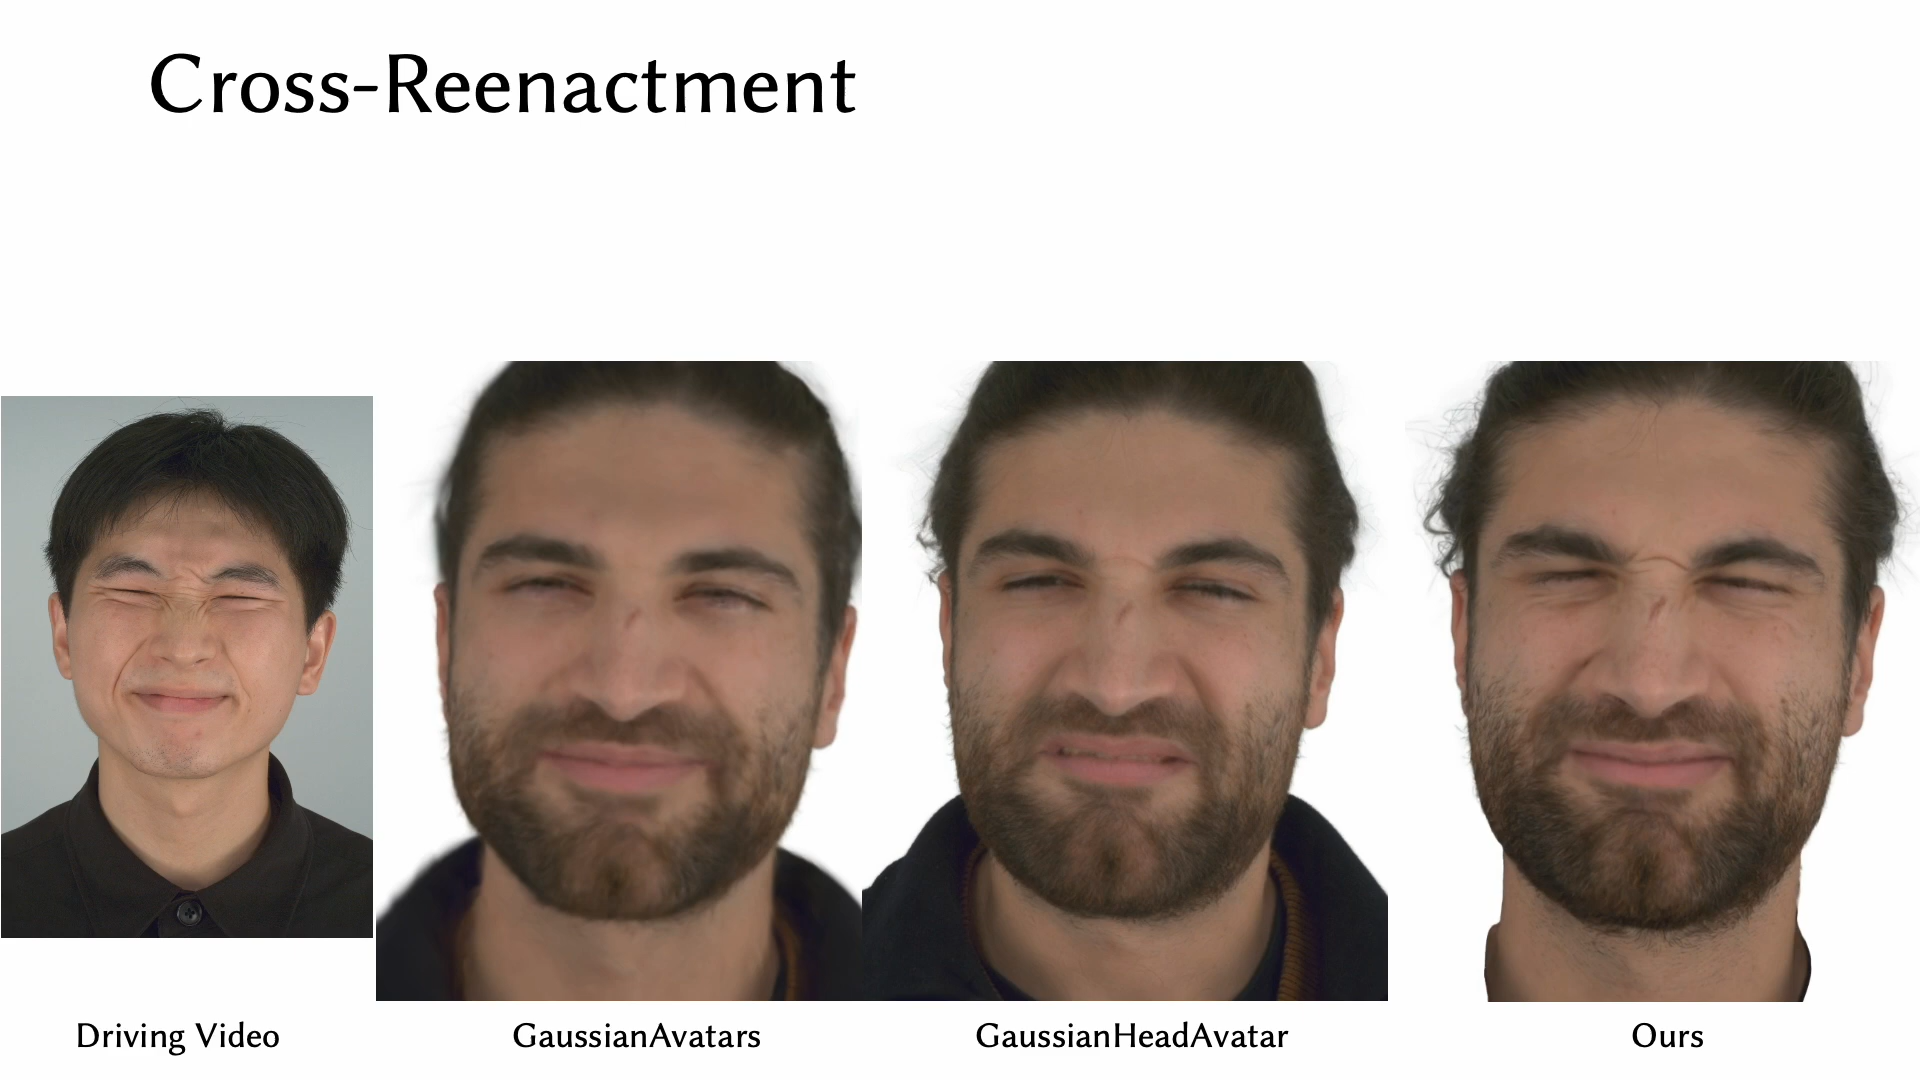 Cross-Reenactment
Driving Video
GaussianAvatars
GaussianHeadAvatar
Ours